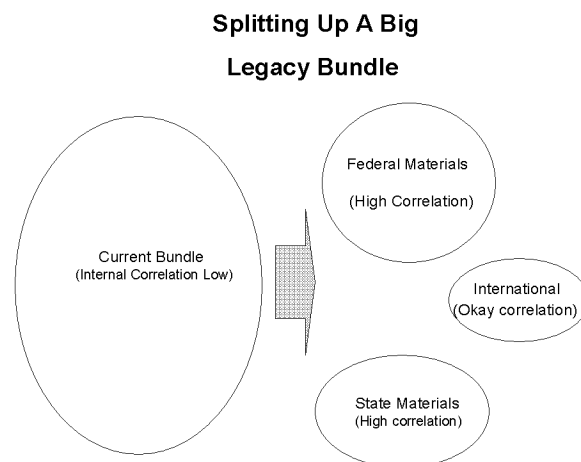 Splitting Up A Big
Legacy Bundle
Current Bundle
(Internal Correlation Low)
Federal Materials
(High Correlation)
International
(Okay correlation)
State Materials
(High correlation)